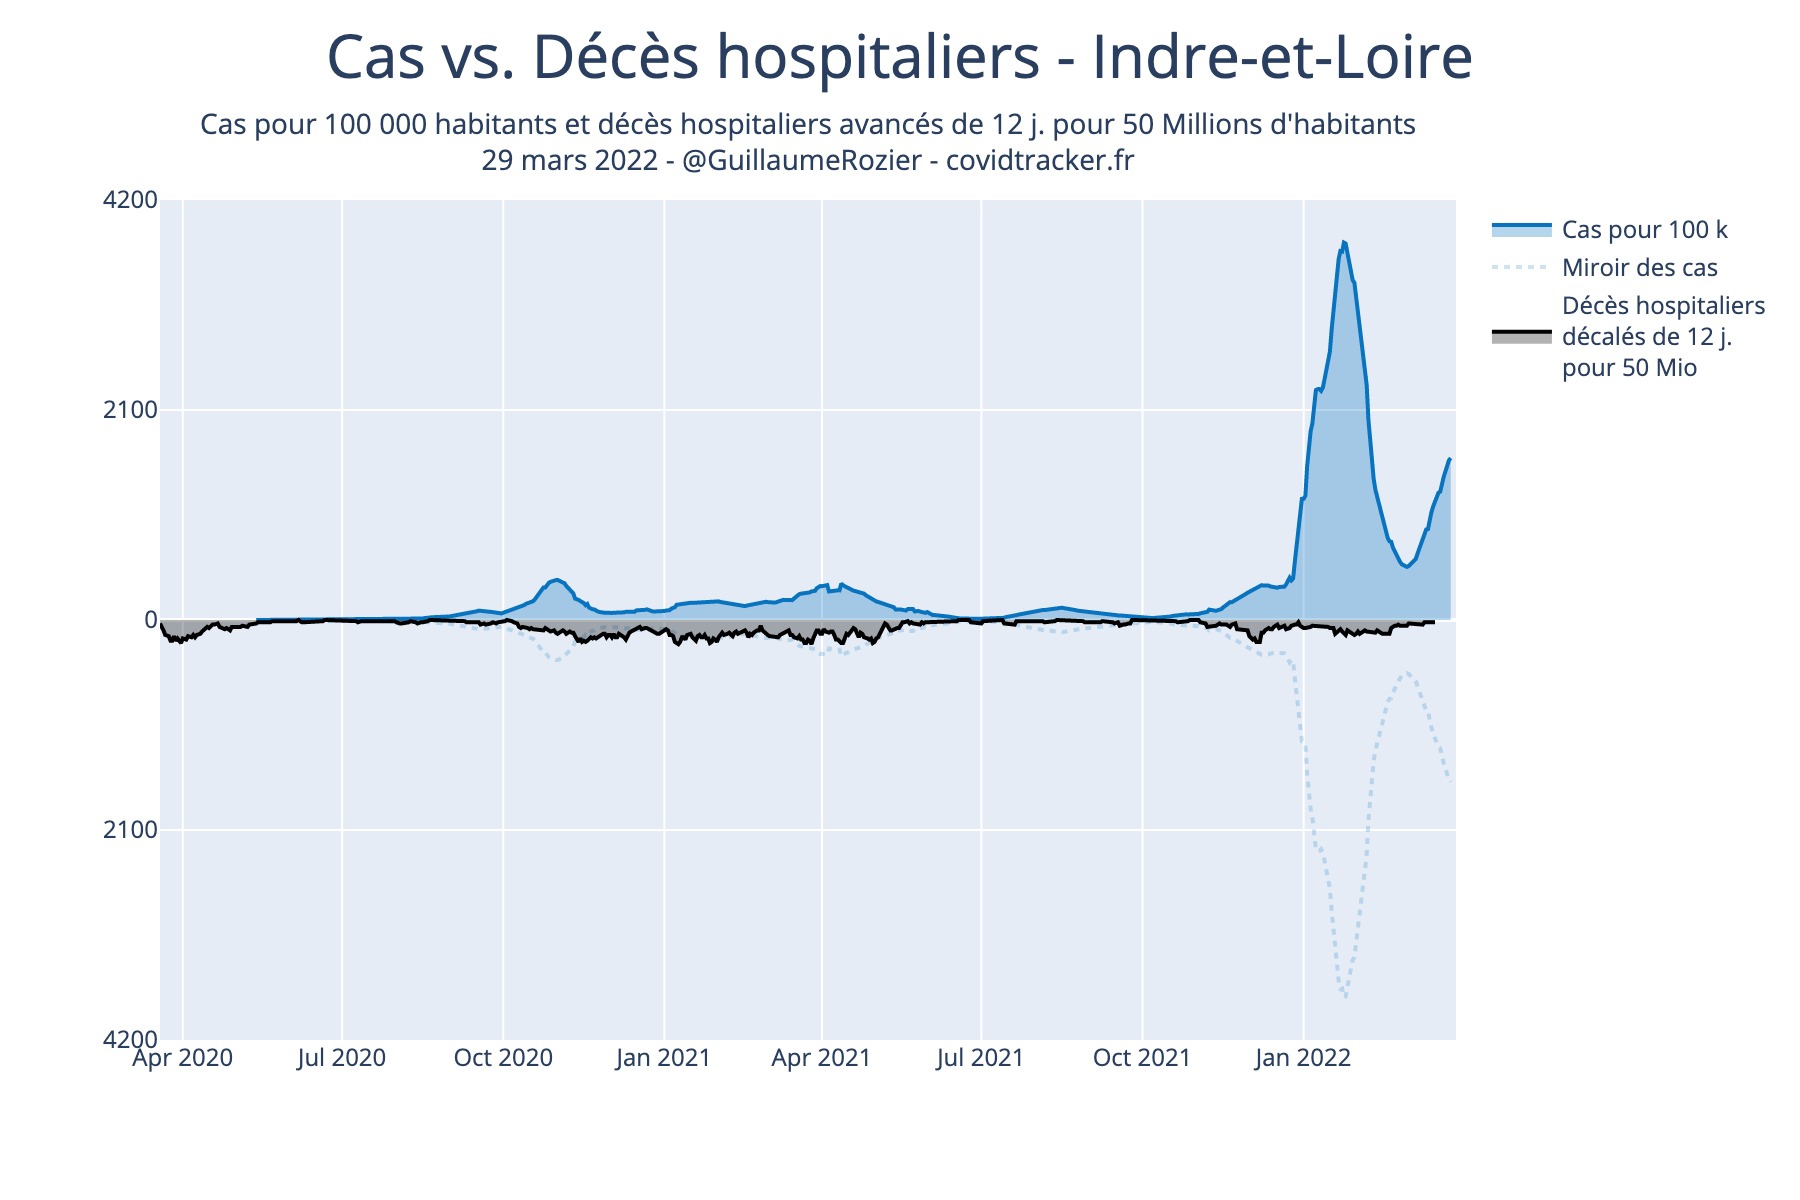 Cas vs. Décès hospitaliers - Indre-et-Loire
Cas pour 100 000 habitants et décès hospitaliers avancés de 12 j. pour 50 Millions d'habitants
29 mars 2022 - @GuillaumeRozier - covidtracker.fr
4200
2100
0
2100
4200
Apr 2020
Jul 2020
Oct 2020
Jan 2021
Apr 2021
Jul 2021
Oct 2021
Jan 2022
Cas pour 100 k
Miroir des cas
Décès hospitaliers
décalés de 12 j.
pour 50 Mio